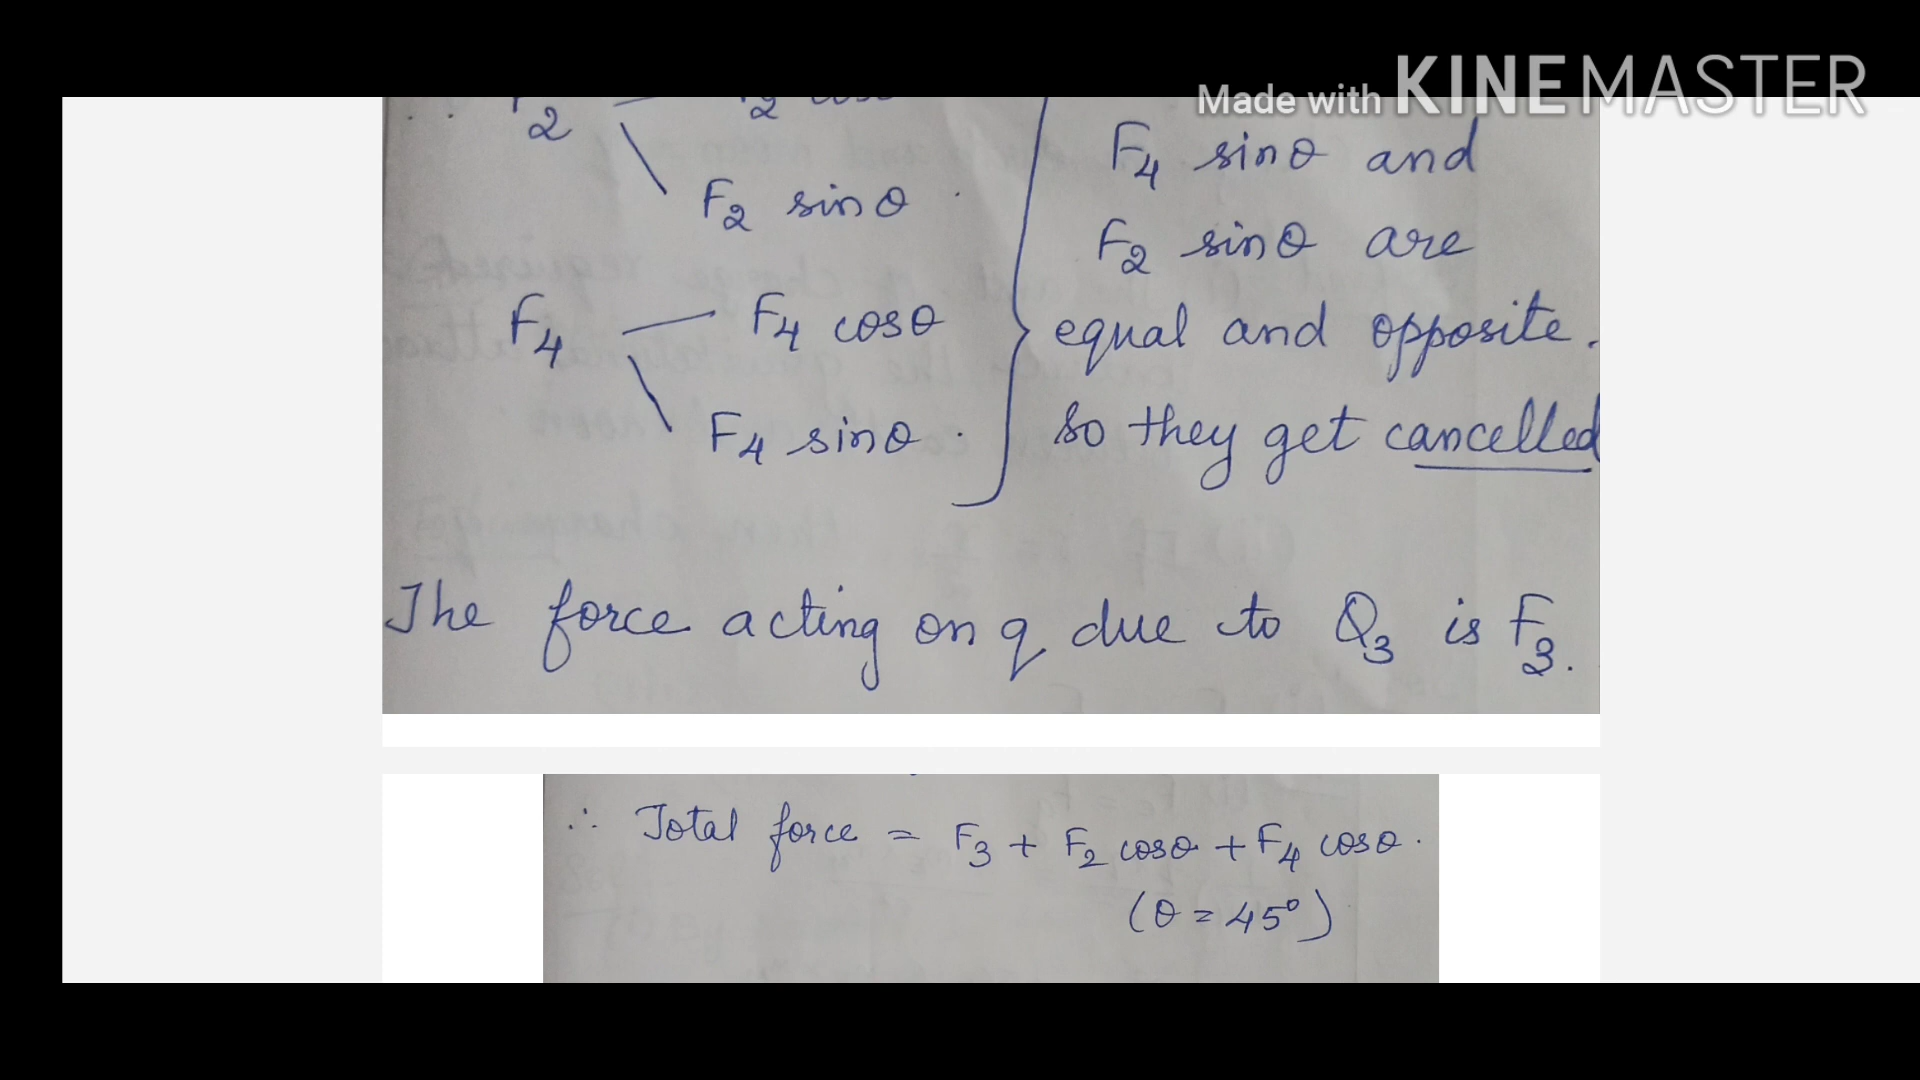 Made with KINEMASTER
F2
F2 sinθ .
F4 cosθ
F4
F4 sinθ .
F4 sinθ and
F2 sinθ are
equal and opposite.
so they get cancelled
The force acting on q due to Q3 is F3.
∴ Total force = F3 + F2 cosθ + F4 cosθ .
(θ = 45°)